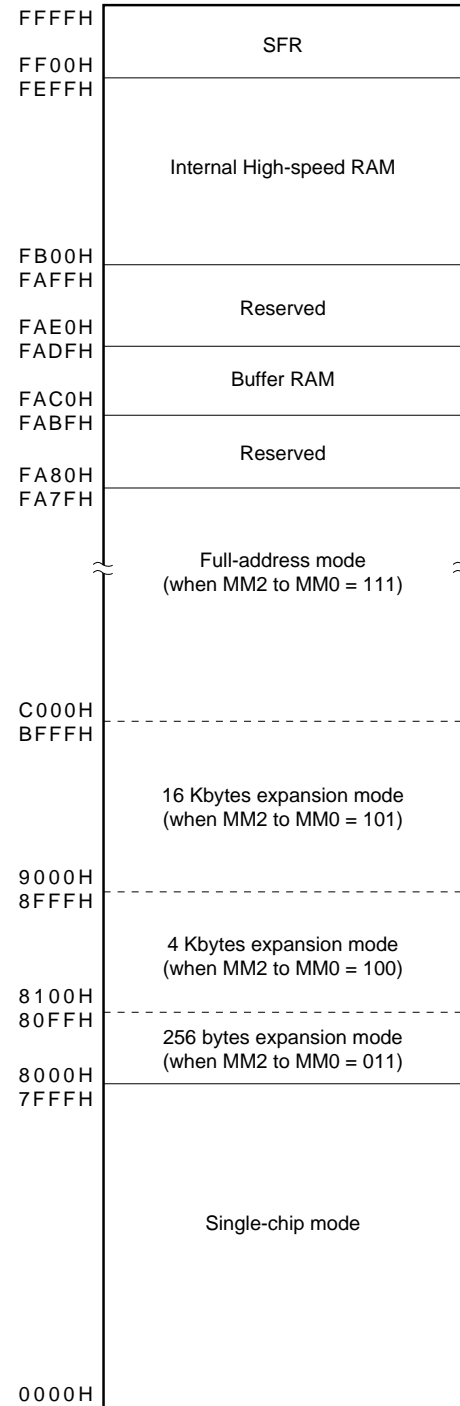 FFFFH
SFR
FF00H
FEFFH
Internal High-speed RAM
FB00H
FAFFH
Reserved
FAE0H
FADFH
Buffer RAM
FAC0H
FABFH
Reserved
FA80H
FA7FH
Full-address mode
(when MM2 to MM0 = 111)
C000H
BFFFH
16 Kbytes expansion mode
(when MM2 to MM0 = 101)
9000H
8FFFH
4 Kbytes expansion mode
(when MM2 to MM0 = 100)
8100H
80FFH
256 bytes expansion mode
(when MM2 to MM0 = 011)
8000H
7FFFH
Single-chip mode
0000H